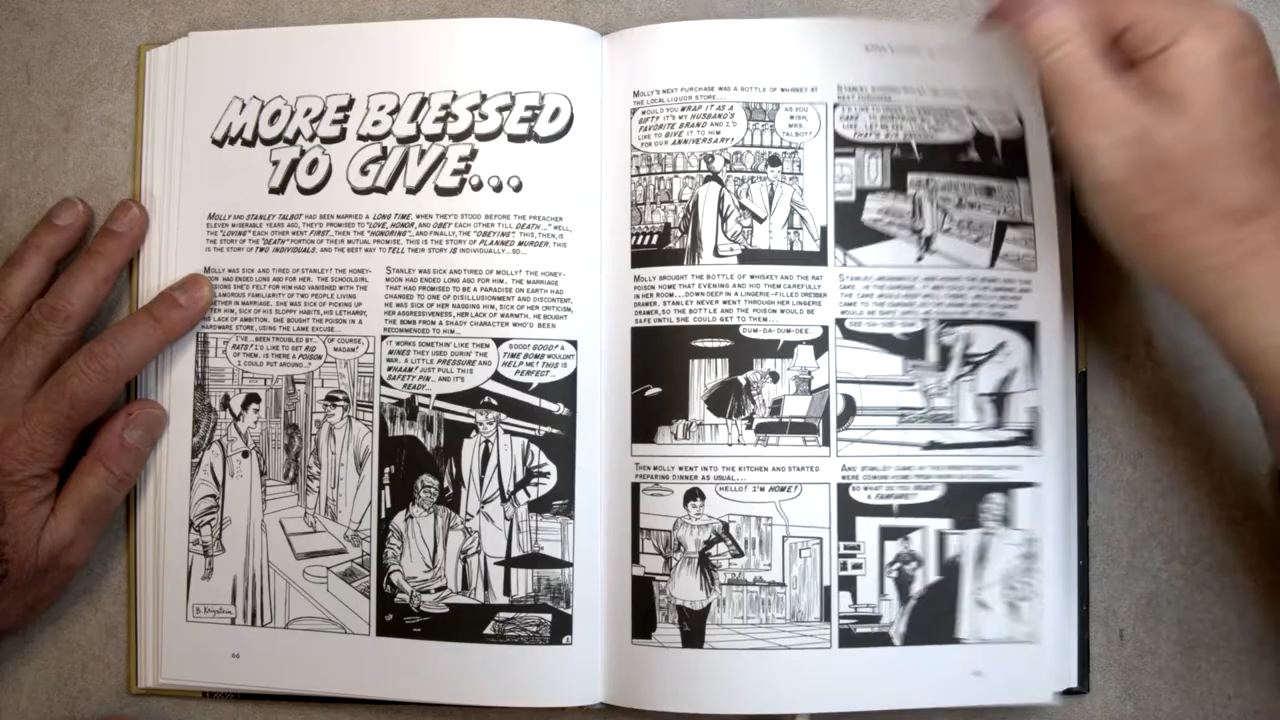 MORE BLESSED
TO GIVE...
MOLLY AND STANLEY TALBOT HAD BEEN MARRIED A LONG TIME. WHEN THEY'D STOOD BEFORE THE PREACHER
ELEVEN MISERABLE YEARS AGO, THEY'D PROMISED TO "LOVE, HONOR, AND OBEY EACH OTHER TILL DEATH..." WELL,
THE "LOVING" EACH OTHER WENT FIRST... THEN THE "HONORING"... AND FINALLY, THE "OBEYING". THIS, THEN, IS
THE STORY OF THE "DEATH" PORTION OF THEIR MUTUAL PROMISE. THIS IS THE STORY OF PLANNED MURDER. THIS
IS THE STORY OF TWO INDIVIDUALS. AND THE BEST WAY TO TELL THEIR STORY IS INDIVIDUALLY...SO...
MOLLY WAS SICK AND TIRED OF STANLEY! THE HONEY-
MOON HAD ENDED LONG AGO FOR HER. THE SCHOOLGIRL
SHE'D FELT FOR HIM HAD VANISHED WITH THE
FAMILIARITY OF TWO PEOPLE LIVING
IN MARRIAGE. SHE WAS SICK OF PICKING UP
HIM, SICK OF HIS SLOPPY HABITS, HIS LETHARGY,
HIS LACK OF AMBITION. SHE BOUGHT THE POISON IN A
HARDWARE STORE, USING THE LAME EXCUSE...
I'VE...BEEN TROUBLED BY...
RATS! I'D LIKE TO GET RID
OF THEM. IS THERE A POISON
I COULD PUT AROUND..."
OF COURSE,
MADAM!
B. Krigstein
STANLEY WAS SICK AND TIRED OF MOLLY! THE HONEY-
MOON HAD ENDED LONG AGO FOR HIM. THE MARRIAGE
THAT HAD PROMISED TO BE A PARADISE ON EARTH HAD
CHANGED TO ONE OF DISILLUSIONMENT AND DISCONTENT.
HE WAS SICK OF HER NAGGING HIM, SICK OF HER CRITICISM,
HER AGGRESSIVENESS, HER LACK OF WARMTH. HE BOUGHT
THE BOMB FROM A SHADY CHARACTER WHO'D BEEN
RECOMMENDED TO HIM...
IT WORKS SOMETHIN' LIKE THEM
MINES THEY USED DURIN' THE
WAR. A LITTLE PRESSURE AND
WHAAM! JUST PULL THIS
SAFETY PIN... AND IT'S
READY...
GOOD! GOOD! A
TIME BOMB WOULDN'T
HELP ME! THIS IS
PERFECT...
1
66
MOLLY'S NEXT PURCHASE WAS A BOTTLE OF WHISKEY AT
THE LOCAL LIQUOR STORE...
WOULD YOU WRAP IT AS A
GIFT? IT'S MY HUSBAND'S
FAVORITE BRAND AND I'D
LIKE TO GIVE IT TO HIM
FOR OUR ANNIVERSARY!
AS YOU
WISH,
MRS.
TALBOT!
MOLLY BROUGHT THE BOTTLE OF WHISKEY AND THE RAT
POISON HOME THAT EVENING AND HID THEM CAREFULLY
IN HER ROOM...DOWN DEEP IN A LINGERIE-FILLED DRESSER
DRAWER. STANLEY NEVER WENT THROUGH HER LINGERIE
DRAWER, SO THE BOTTLE AND THE POISON WOULD BE
SAFE UNTIL SHE COULD GET TO THEM...
DUM-DA-DUM-DEE...
THEN MOLLY WENT INTO THE KITCHEN AND STARTED
PREPARING DINNER AS USUAL...
HELLO! I'M HOME!
SO WHAT DO YOU WANT?
A FANFARE?